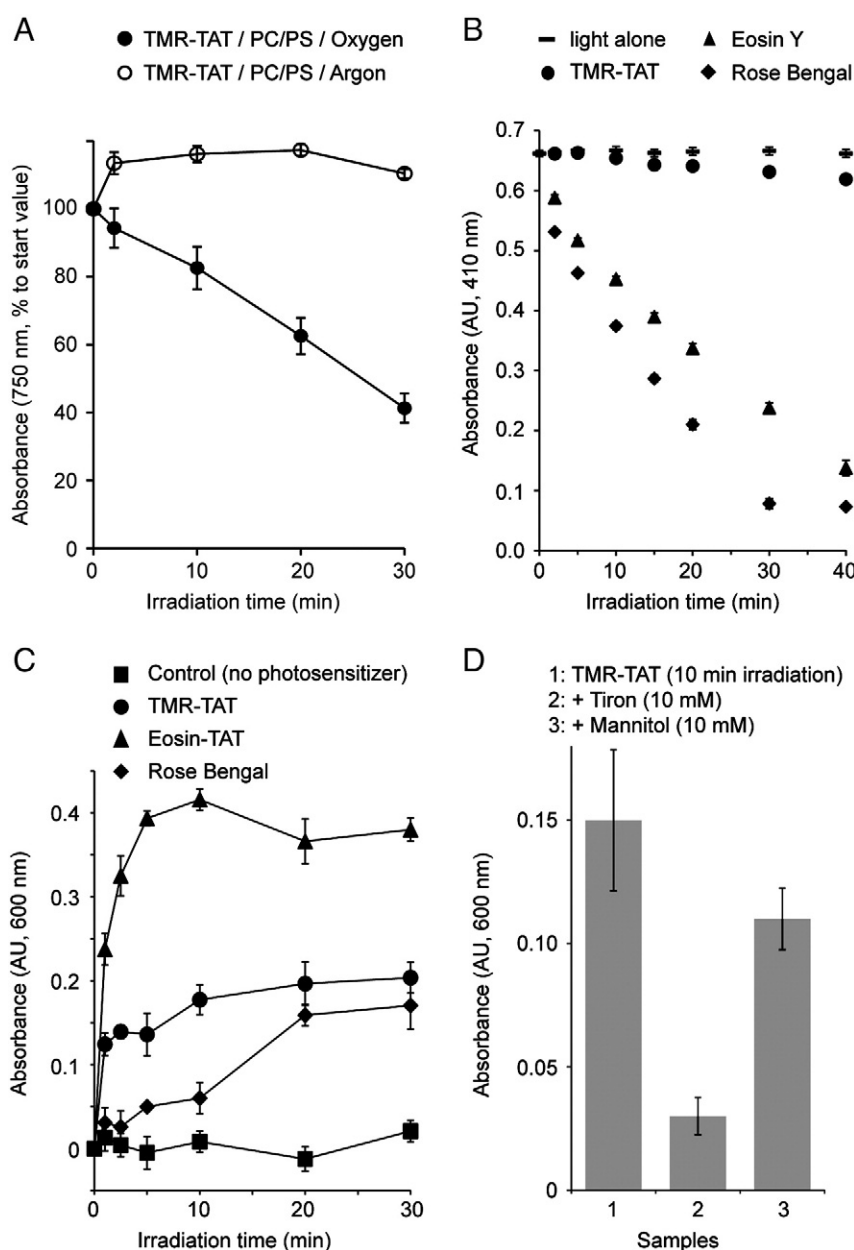 A
TMR-TAT / PC/PS / Oxygen
TMR-TAT / PC/PS / Argon
Absorbance (750 nm, % to start value)
100
80
60
40
20
0
0 10 20 30
Irradiation time (min)
B
light alone
Eosin Y
TMR-TAT
Rose Bengal
Absorbance (AU, 410 nm)
0.7
0.6
0.5
0.4
0.3
0.2
0.1
0.0
0 10 20 30 40
Irradiation time (min)
C
Control (no photosensitizer)
TMR-TAT
Eosin-TAT
Rose Bengal
Absorbance (AU, 600 nm)
0.4
0.3
0.2
0.1
0
0 10 20 30
Irradiation time (min)
D
1: TMR-TAT (10 min irradiation)
2: + Tiron (10 mM)
3: + Mannitol (10 mM)
Absorbance (AU, 600 nm)
0.15
0.10
0.05
0
1 2 3
Samples